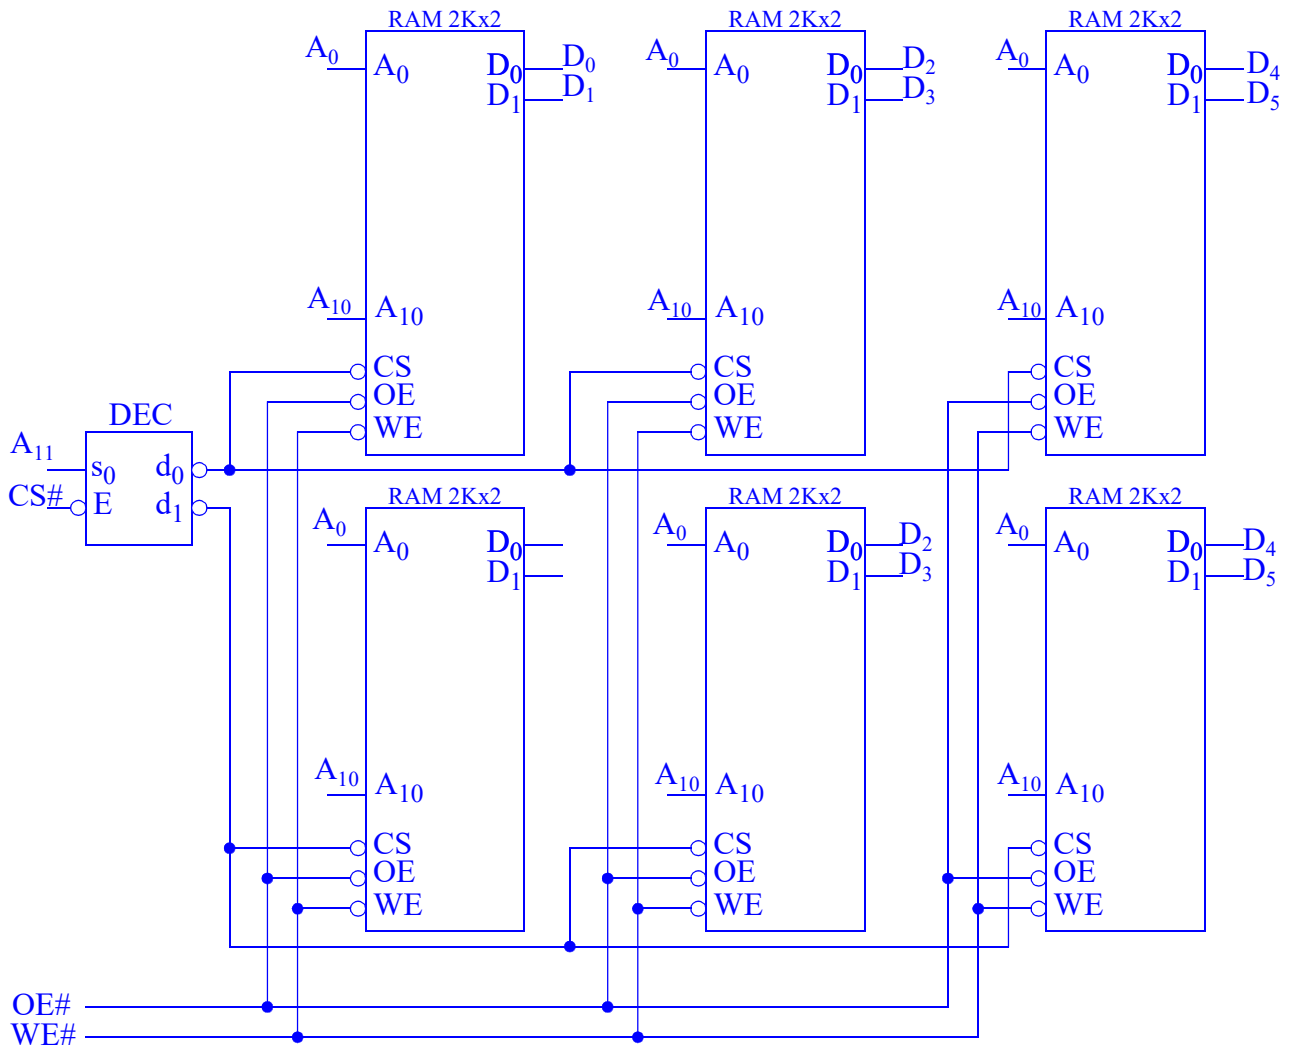 RAM 2Kx2 RAM 2Kx2 RAM 2Kx2
A0 A0 D0 D0 A0 A0 D0 D2 A0 A0 D0 D4
D1 D1 D1 D3 D1 D5
A10 A10 A10 A10 A10 A10
CS CS CS
OE OE OE
DEC WE WE WE
A11 s0 d0
CS# E d1
RAM 2Kx2 RAM 2Kx2 RAM 2Kx2
A0 A0 D0 A0 A0 D0 D2 A0 A0 D0 D4
D1 D1 D3 D1 D5
A10 A10 A10 A10 A10 A10
CS CS CS
OE OE OE
WE WE WE
OE#
WE#